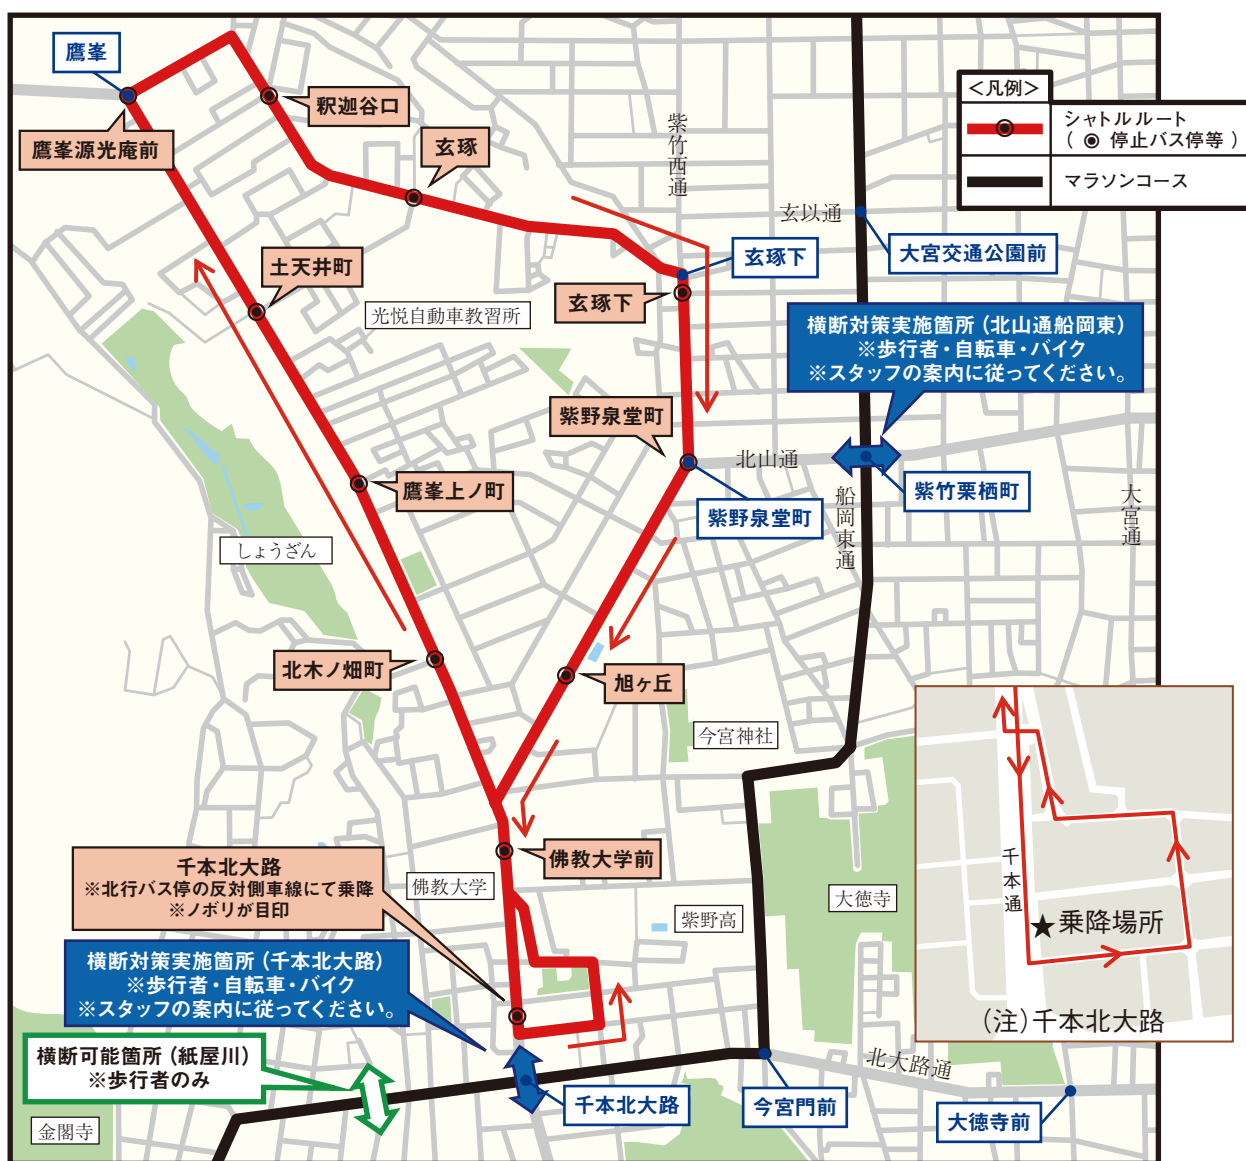 鷹峯
釈迦谷口
鷹峯源光庵前
玄琢
紫竹西通
<凡例>
シャトルルート
( ◉ 停止バス停等 )
マラソンコース
玄以通
大宮交通公園前
玄琢下
土天井町
玄琢下
光悦自動車教習所
横断対策実施箇所(北山通船岡東)
※歩行者・自転車・バイク
※スタッフの案内に従ってください。
紫野泉堂町
北山通
鷹峯上ノ町
紫野泉堂町
船岡東通
紫竹栗栖町
大宮通
しょうざん
北木ノ畑町
旭ヶ丘
今宮神社
佛教大学前
千本北大路
※北行バス停の反対側車線にて乗降
※ノボリが目印
佛教大学
紫野高
大徳寺
千本通
★乗降場所
(注)千本北大路
横断対策実施箇所(千本北大路)
※歩行者・自転車・バイク
※スタッフの案内に従ってください。
横断可能箇所(紙屋川)
※歩行者のみ
北大路通
千本北大路
今宮門前
大徳寺前
金閣寺